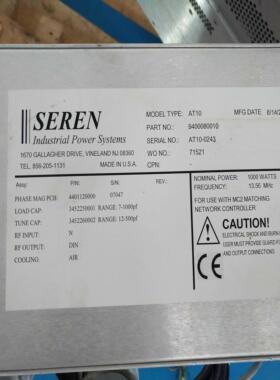 SEREN
Industrial Power Systems
1670 GALLAGHER DRIVE, VINELAND NJ 08360
TEL. 856-205-1131 MADE IN U.S.A.
MODEL TYPE: AT10 MFG DATE 8/14/2
PART NO.: 9400080010
SERIAL NO.: AT10-0243
CPN: -
WO NO.: 71521
Assy: P/N: S/N: REV.:
PHASE MAG PCB: 4401120000 07047
LOAD CAP: 3452250001 RANGE: 7-1000pf
TUNE CAP: 3452260002 RANGE: 12-500pf
RF INPUT: N
RF OUTPUT: DIN
COOLING: AIR
NOMINAL POWER: 1000 WATTS
FREQUENCY: 13.56 MHz
FOR USE WITH MC2 MATCHING
NETWORK CONTROLLER
CAUTION!
ELECTRICAL SHOCK AND BURN
USER MUST PROVIDE GUARD
AND OUTPUT CONNECTIONS
CE